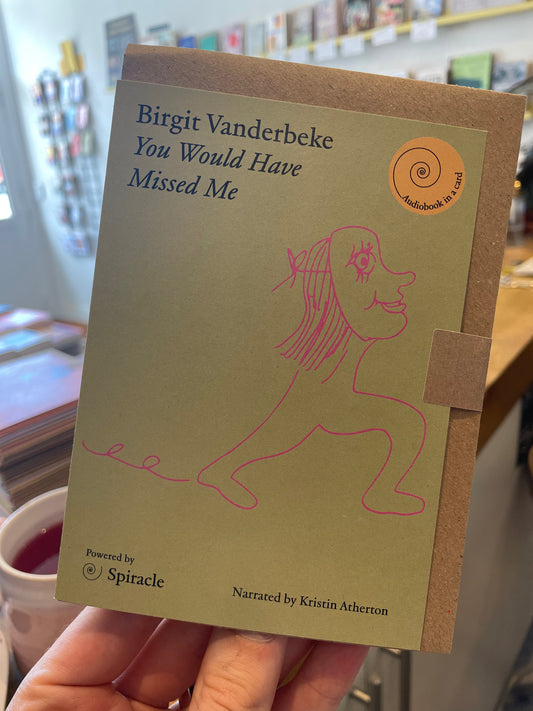 Birgit Vanderbeke
You Would Have
Missed Me
Audiobook in a card
Powered by
Spiracle
Narrated by Kristin Atherton